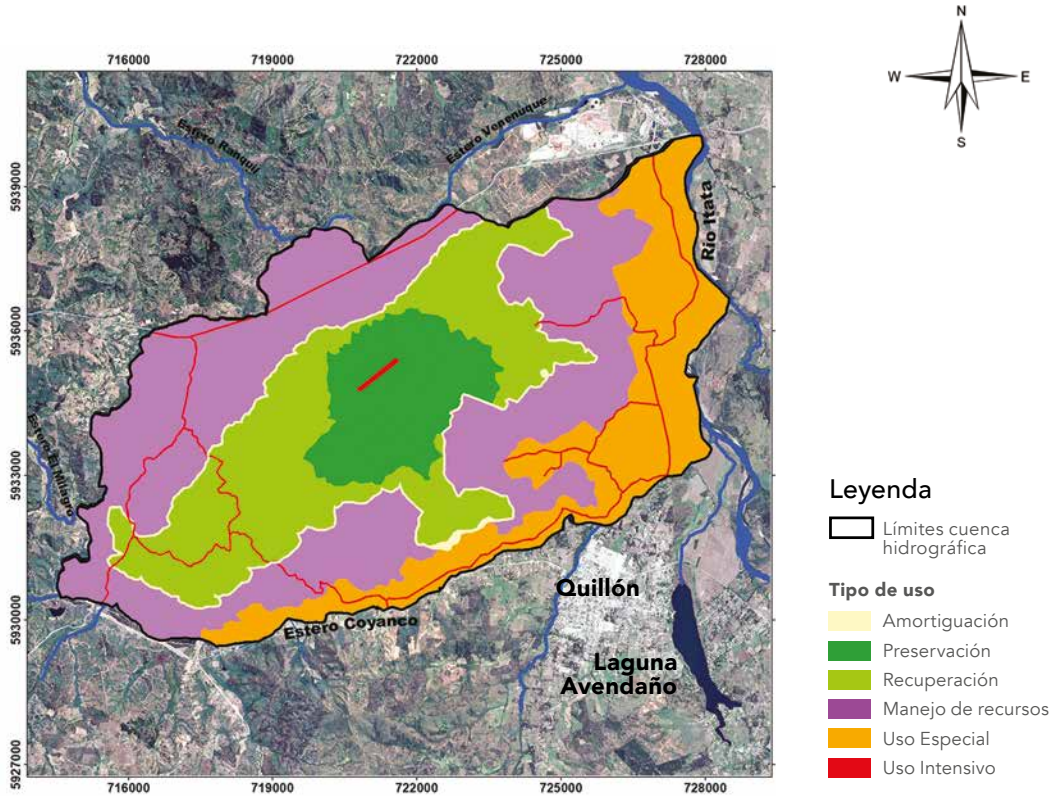 N
W E
S
716000 719000 722000 725000 728000
5939000
5936000
5933000
5930000
5927000
Estero Ranquil
Estero Venenuque
Río Itata
Estero El Milagro
Quillón
Estero Coyanco
Laguna
Avendaño
716000 719000 722000 725000 728000
Leyenda
Límites cuenca
hidrográfica
Tipo de uso
Amortiguación
Preservación
Recuperación
Manejo de recursos
Uso Especial
Uso Intensivo